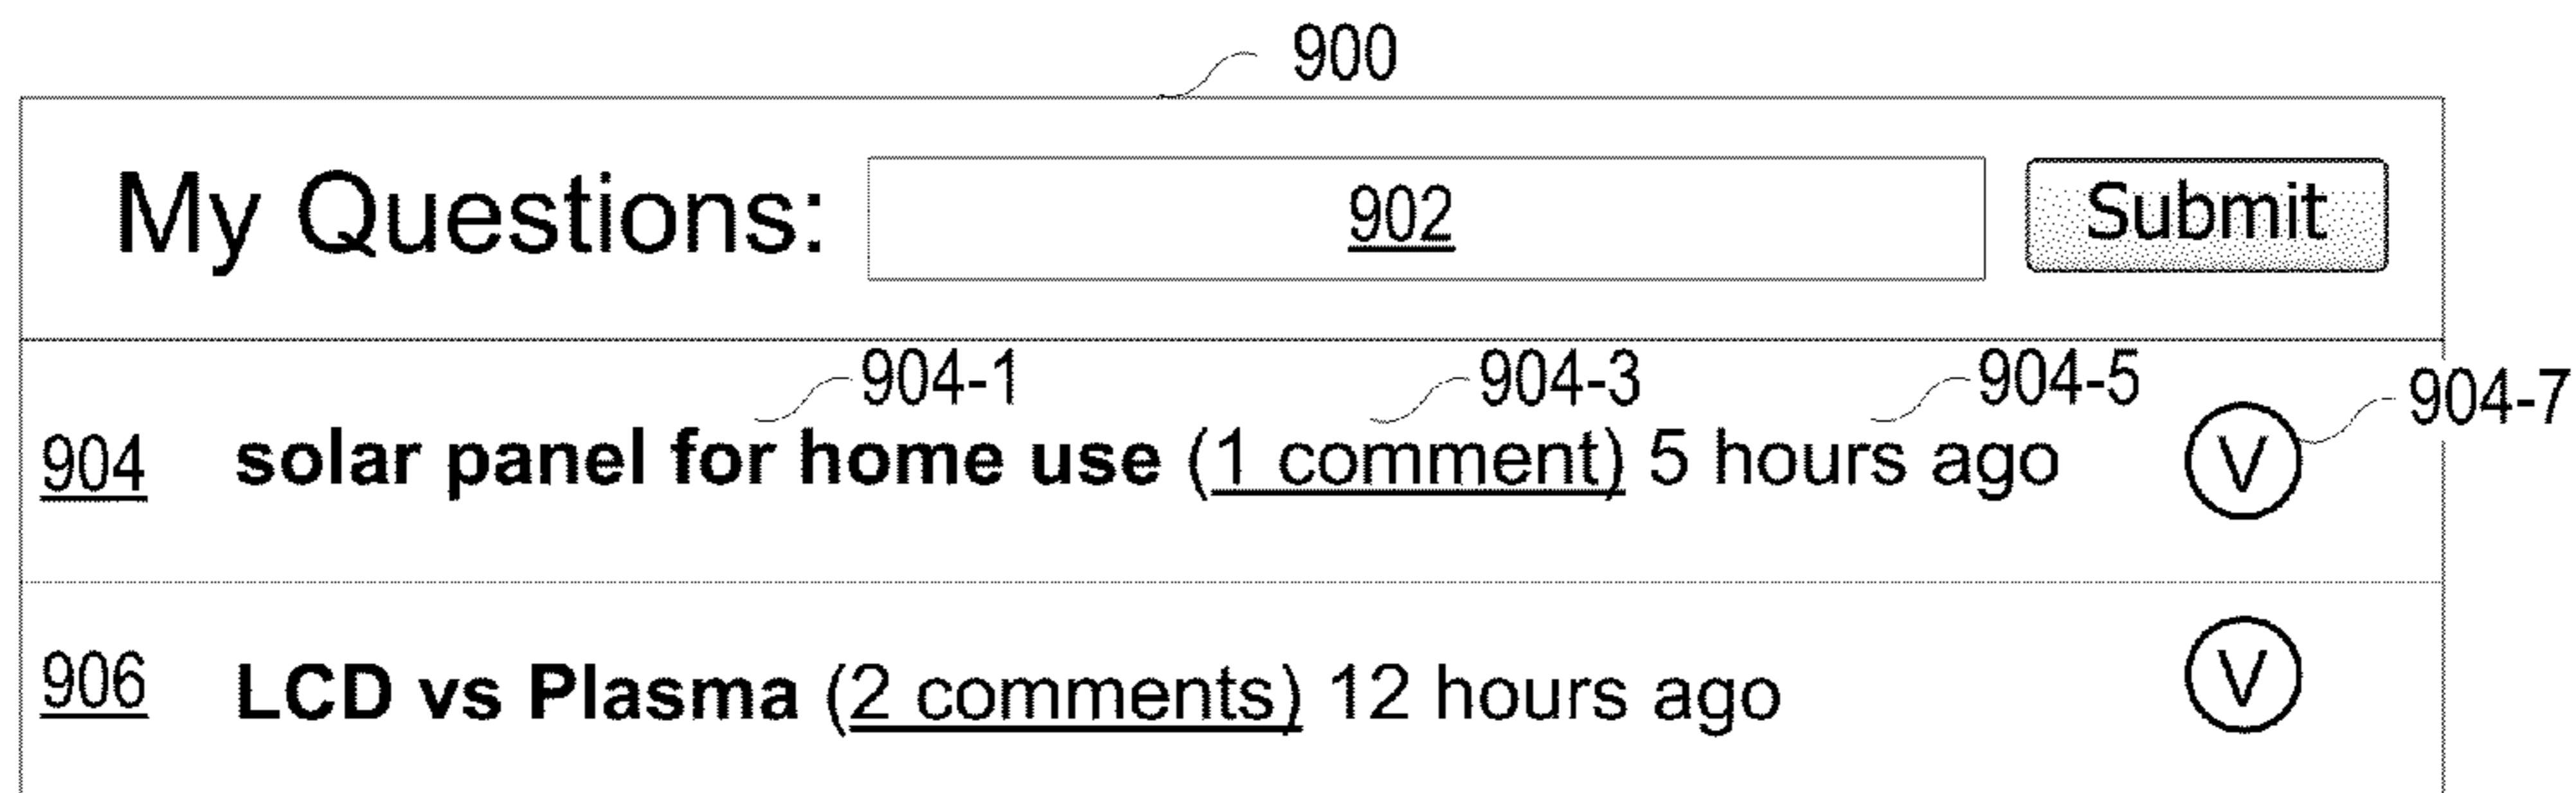 900
My Questions: 902 Submit
904-1 904-3 904-5 904-7
904 solar panel for home use (1 comment) 5 hours ago V
906 LCD vs Plasma (2 comments) 12 hours ago V